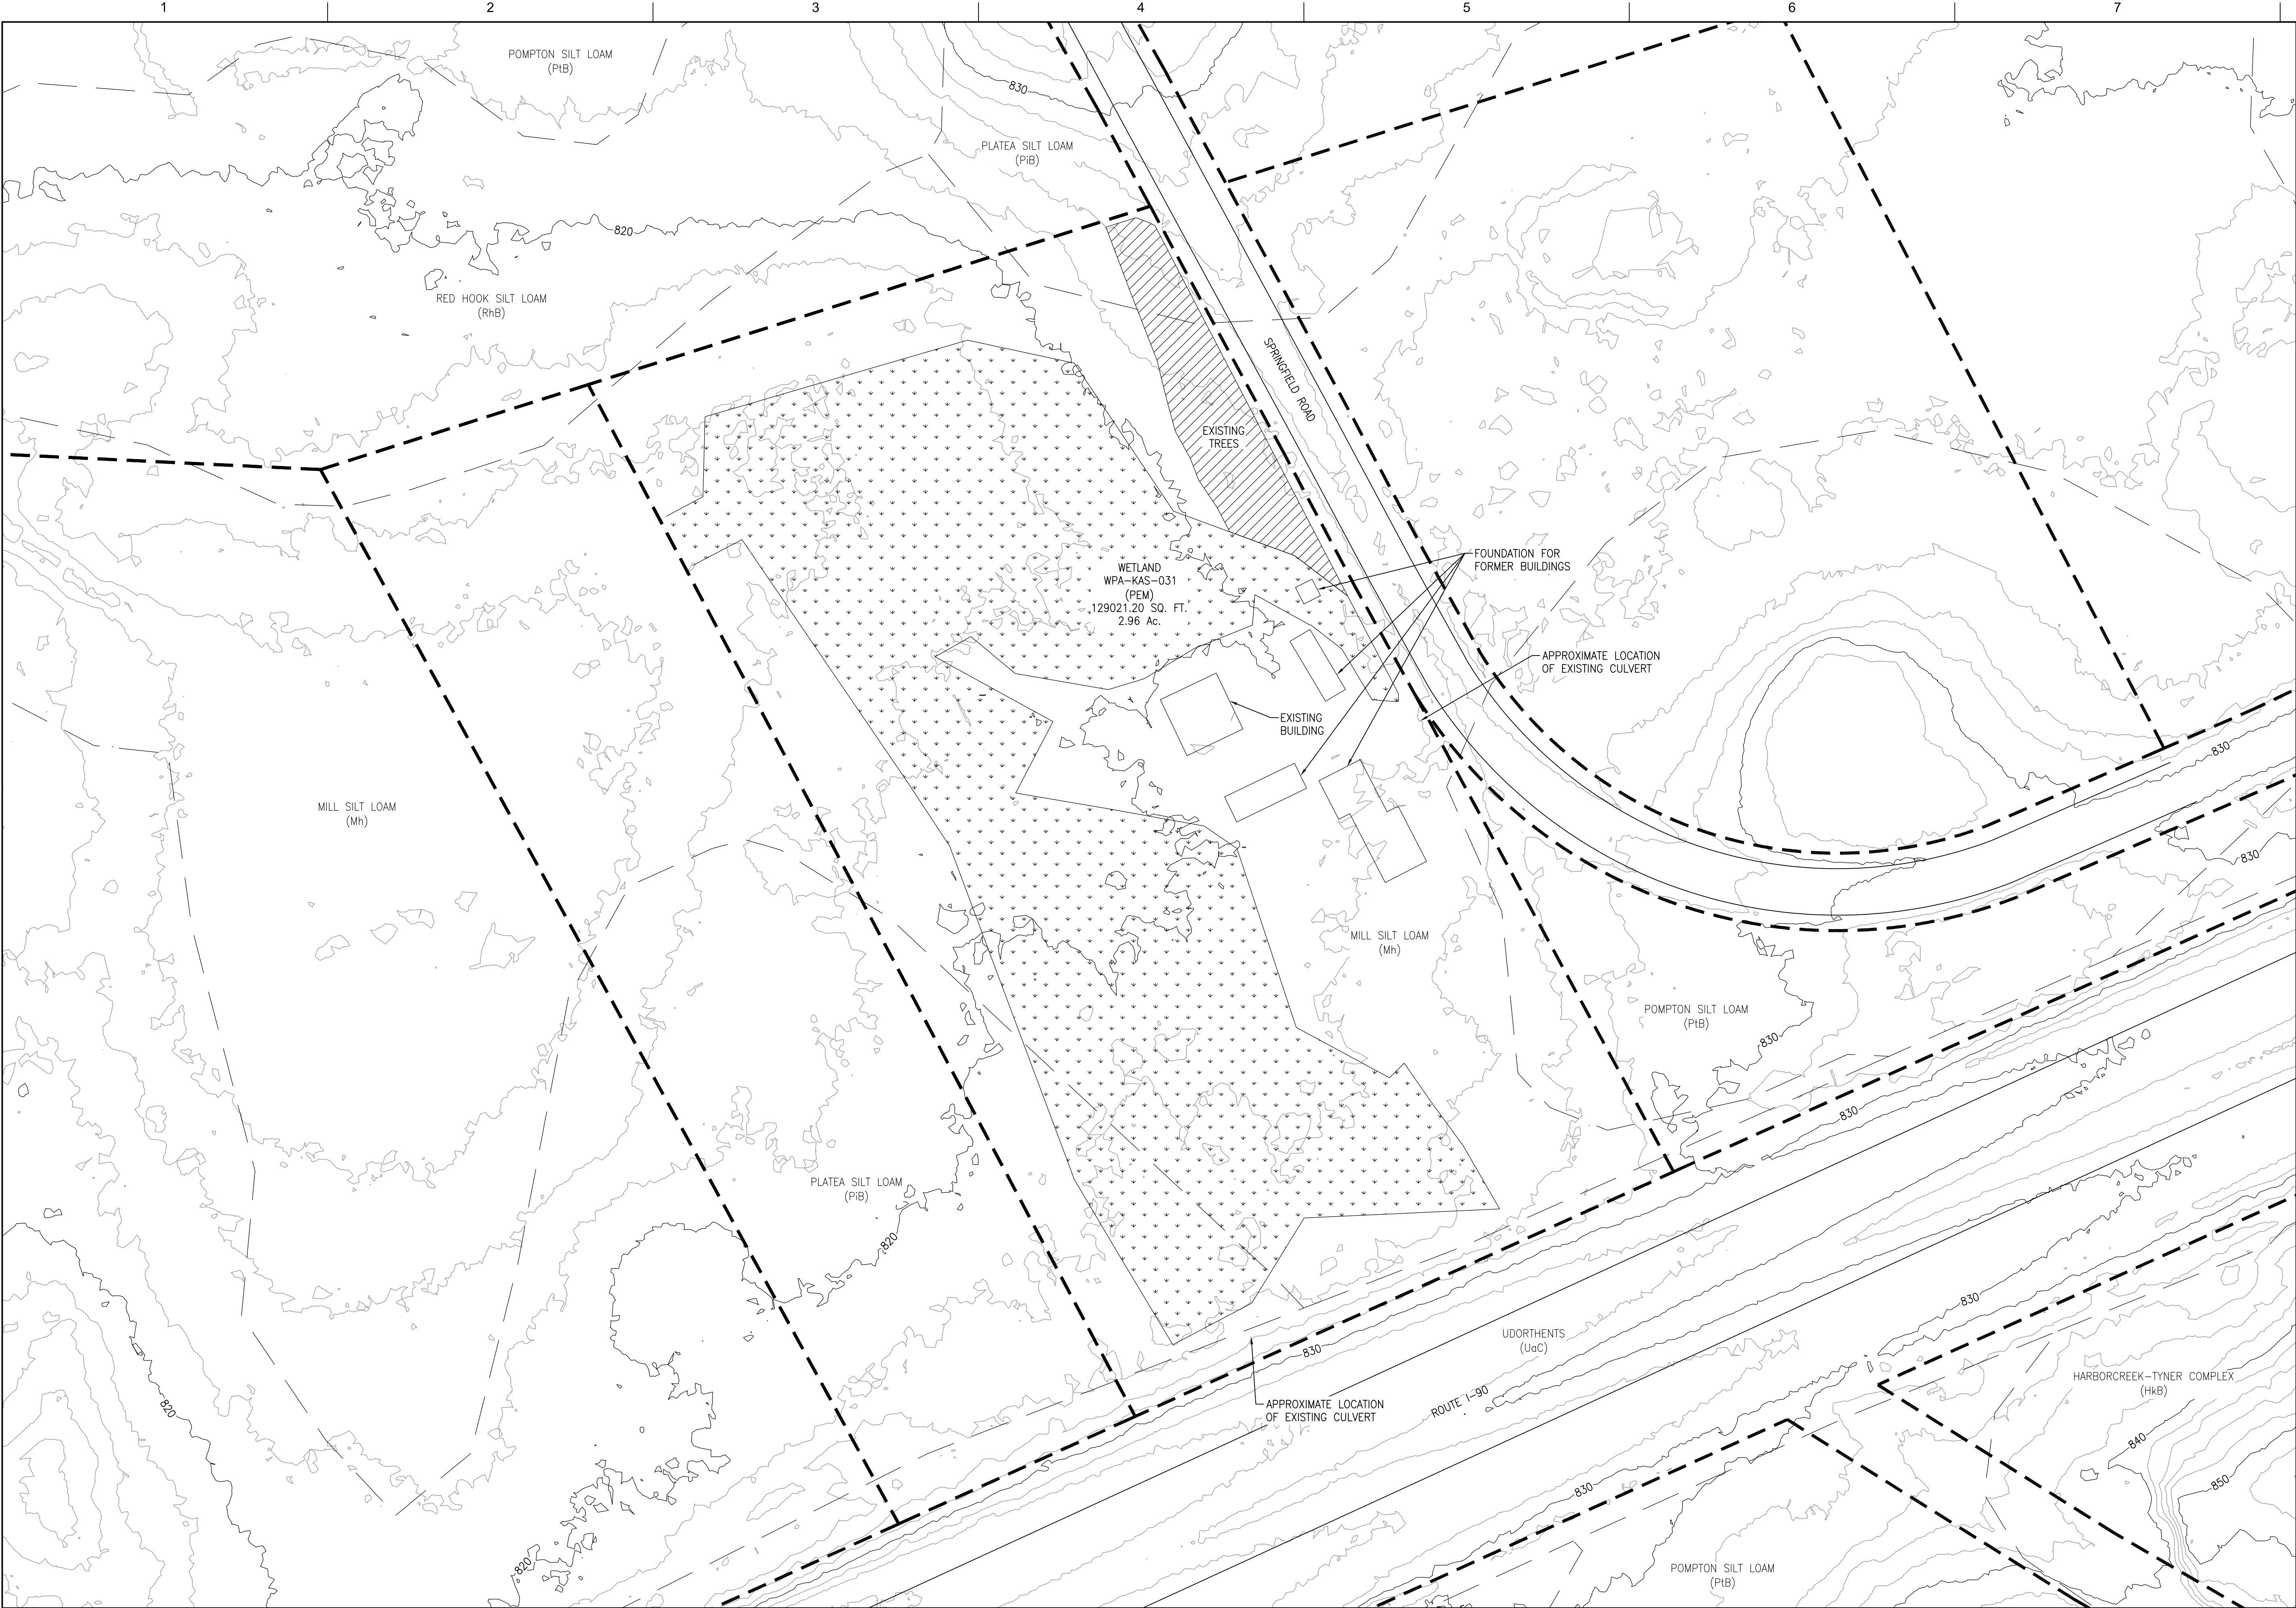 1 2 3 4 5 6 7
POMPTON SILT LOAM
(PtB)
830
PLATEA SILT LOAM
(PiB)
820
RED HOOK SILT LOAM
(RhB)
SPRINGFIELD ROAD
EXISTING
TREES
FOUNDATION FOR
FORMER BUILDINGS
WETLAND
WPA-KAS-031
(PEM)
129021.20 SQ. FT.
2.96 Ac.
APPROXIMATE LOCATION
OF EXISTING CULVERT
EXISTING
BUILDING
830
MILL SILT LOAM
(Mh)
830
MILL SILT LOAM
(Mh)
POMPTON SILT LOAM
(PtB)
830
830
PLATEA SILT LOAM
(PiB)
820
830
UDORTHENTS
(UaC)
830
HARBORCREEK-TYNER COMPLEX
(HkB)
820
APPROXIMATE LOCATION
OF EXISTING CULVERT
ROUTE I-90
840
850
830
820
POMPTON SILT LOAM
(PtB)